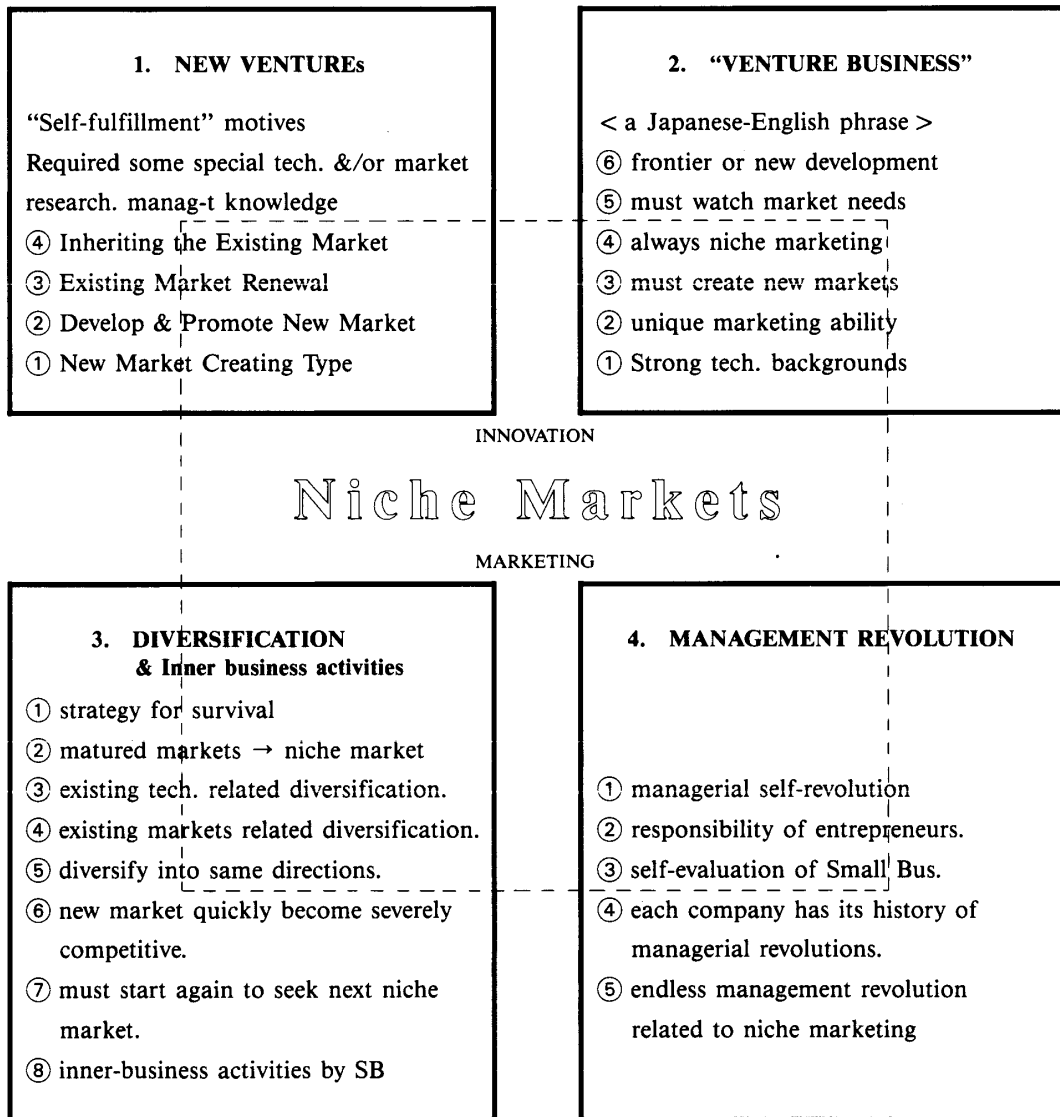 1. NEW VENTUREs
“Self-fulfillment” motives
Required some special tech. &/or market
research. manag-t knowledge
④ Inheriting the Existing Market
③ Existing Market Renewal
② Develop & Promote New Market
① New Market Creating Type
2. “VENTURE BUSINESS”
< a Japanese-English phrase >
⑥ frontier or new development
⑤ must watch market needs
④ always niche marketing
③ must create new markets
② unique marketing ability
① Strong tech. backgrounds
INNOVATION
Niche Markets
MARKETING
3. DIVERSIFICATION
& Inner business activities
① strategy for survival
② matured markets → niche market
③ existing tech. related diversification.
④ existing markets related diversification.
⑤ diversify into same directions.
⑥ new market quickly become severely
competitive.
⑦ must start again to seek next niche
market.
⑧ inner-business activities by SB
4. MANAGEMENT REVOLUTION
① managerial self-revolution
② responsibility of entrepreneurs.
③ self-evaluation of Small Bus.
④ each company has its history of
managerial revolutions.
⑤ endless management revolution
related to niche marketing